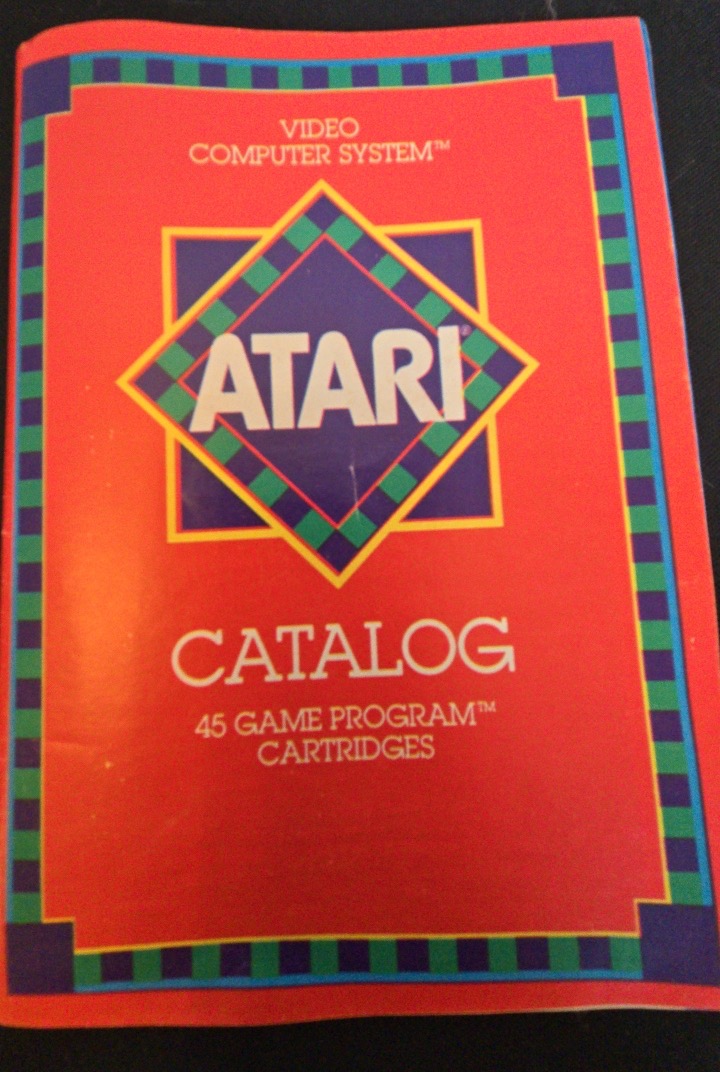 VIDEO
COMPUTER SYSTEM™
ATARI®
CATALOG
45 GAME PROGRAM™
CARTRIDGES